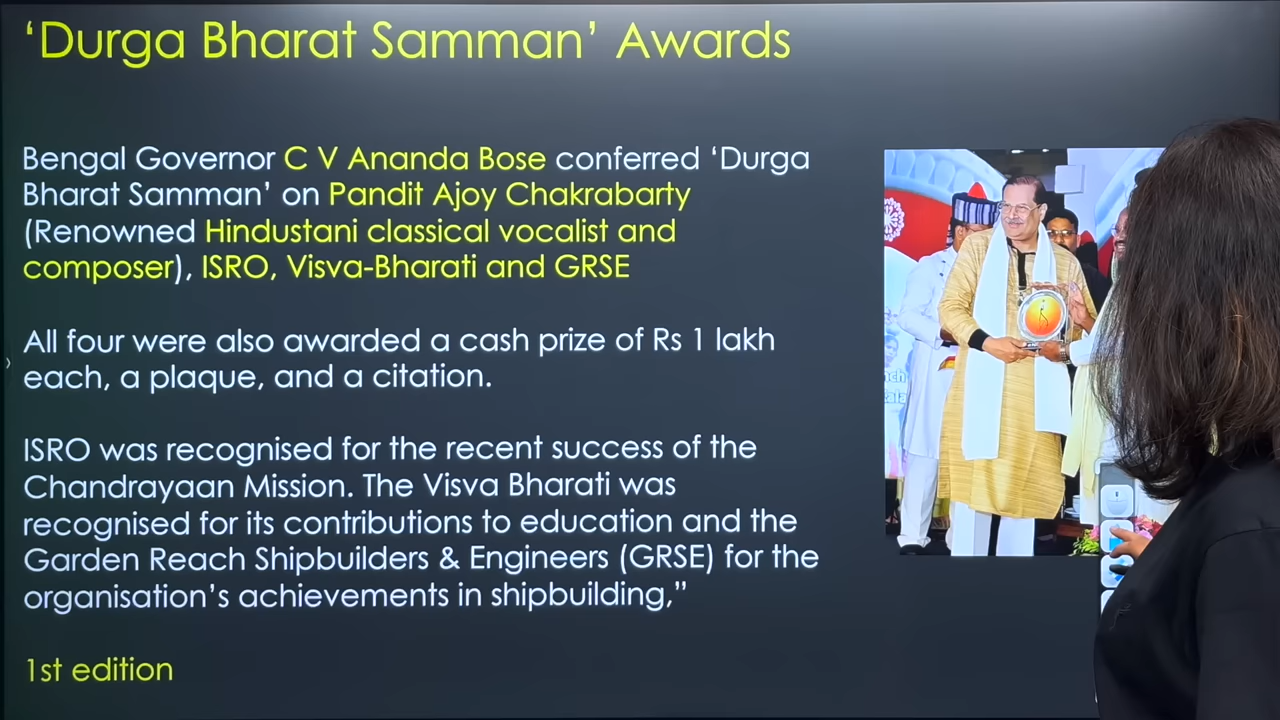 ‘Durga Bharat Samman’ Awards
Bengal Governor C V Ananda Bose conferred ‘Durga
Bharat Samman’ on Pandit Ajoy Chakrabarty
(Renowned Hindustani classical vocalist and
composer), ISRO, Visva-Bharati and GRSE
All four were also awarded a cash prize of Rs 1 lakh
each, a plaque, and a citation.
ISRO was recognised for the recent success of the
Chandrayaan Mission. The Visva Bharati was
recognised for its contributions to education and the
Garden Reach Shipbuilders & Engineers (GRSE) for the
organisation’s achievements in shipbuilding,”
1st edition